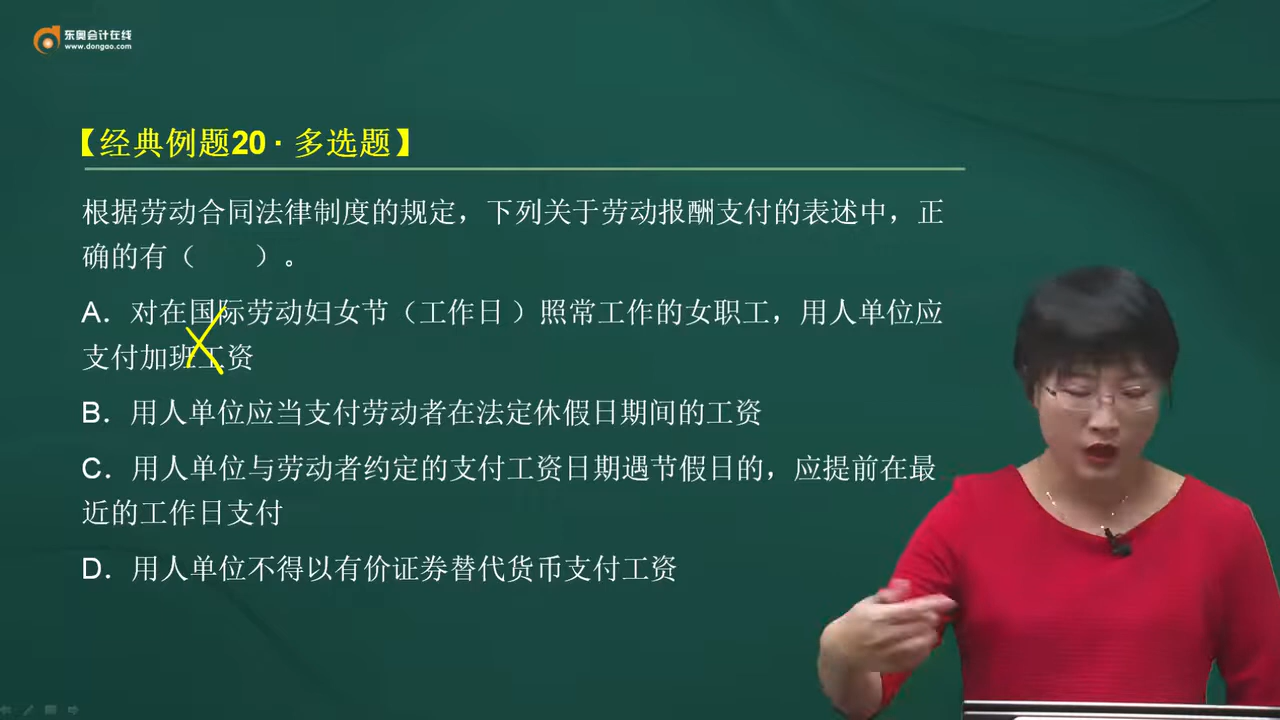 东奥会计在线
www.dongao.com
【经典例题20·多选题】
根据劳动合同法律制度的规定，下列关于劳动报酬支付的表述中，正
确的有（　　）。
A．对在国际劳动妇女节（工作日）照常工作的女职工，用人单位应
支付加班工资
B．用人单位应当支付劳动者在法定休假日期间的工资
C．用人单位与劳动者约定的支付工资日期遇节假日的，应提前在最
近的工作日支付
D．用人单位不得以有价证券替代货币支付工资